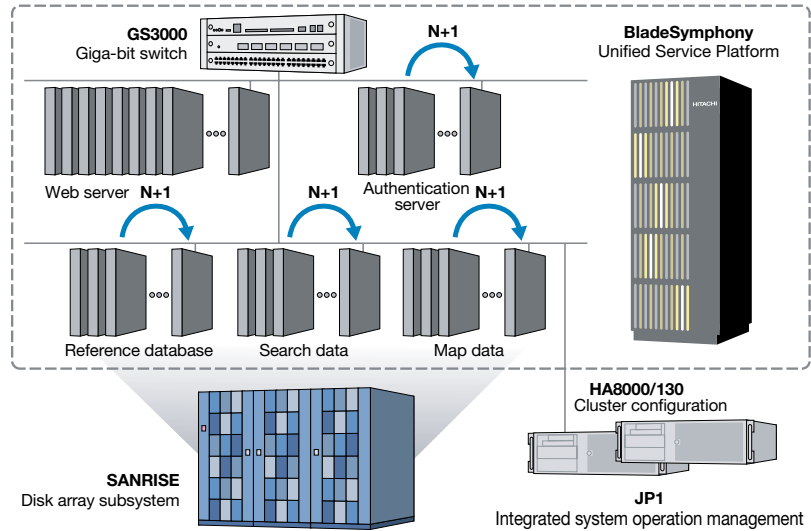 GS3000
Giga-bit switch
N+1
BladeSymphony
Unified Service Platform
HITACHI
Web server
Authentication
server
N+1
N+1
N+1
Reference database
Search data
Map data
HA8000/130
Cluster configuration
SANRISE
Disk array subsystem
JP1
Integrated system operation management